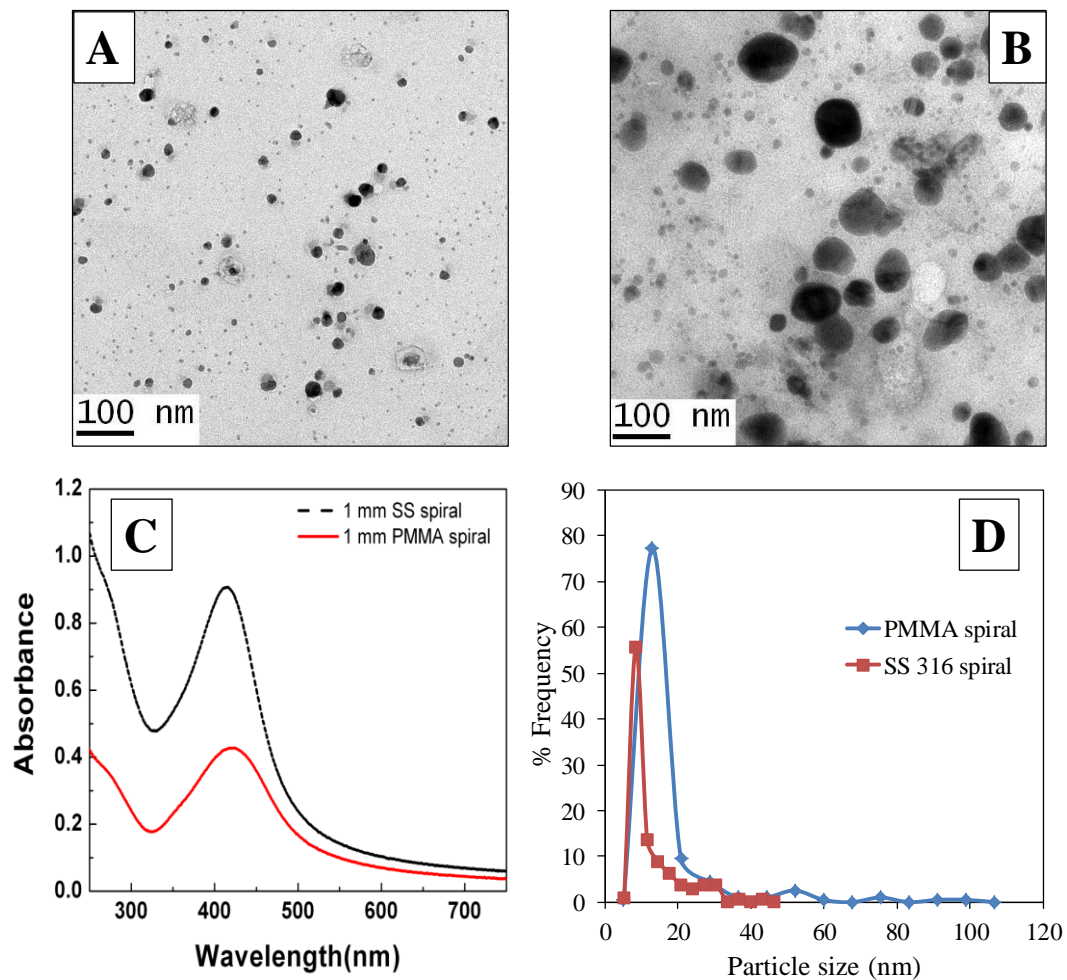 A
100 nm
B
100 nm
C
1 mm SS spiral
1 mm PMMA spiral
Absorbance
1.2
1.0
0.8
0.6
0.4
0.2
0.0
300 400 500 600 700
Wavelength(nm)
D
PMMA spiral
SS 316 spiral
% Frequency
90
80
70
60
50
40
30
20
10
0
0 20 40 60 80 100 120
Particle size (nm)